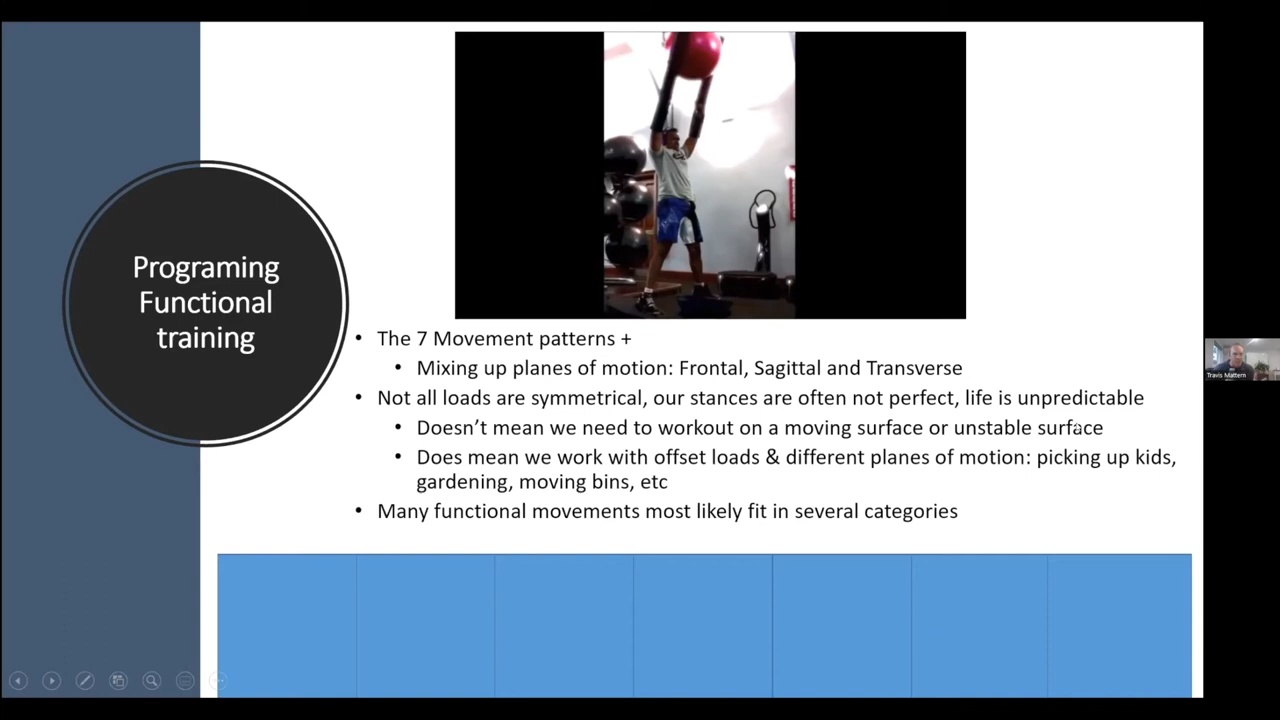 Programing
Functional
training
• The 7 Movement patterns +
• Mixing up planes of motion: Frontal, Sagittal and Transverse
• Not all loads are symmetrical, our stances are often not perfect, life is unpredictable
• Doesn't mean we need to workout on a moving surface or unstable surface
• Does mean we work with offset loads & different planes of motion: picking up kids,
gardening, moving bins, etc
• Many functional movements most likely fit in several categories
Travis Mattern